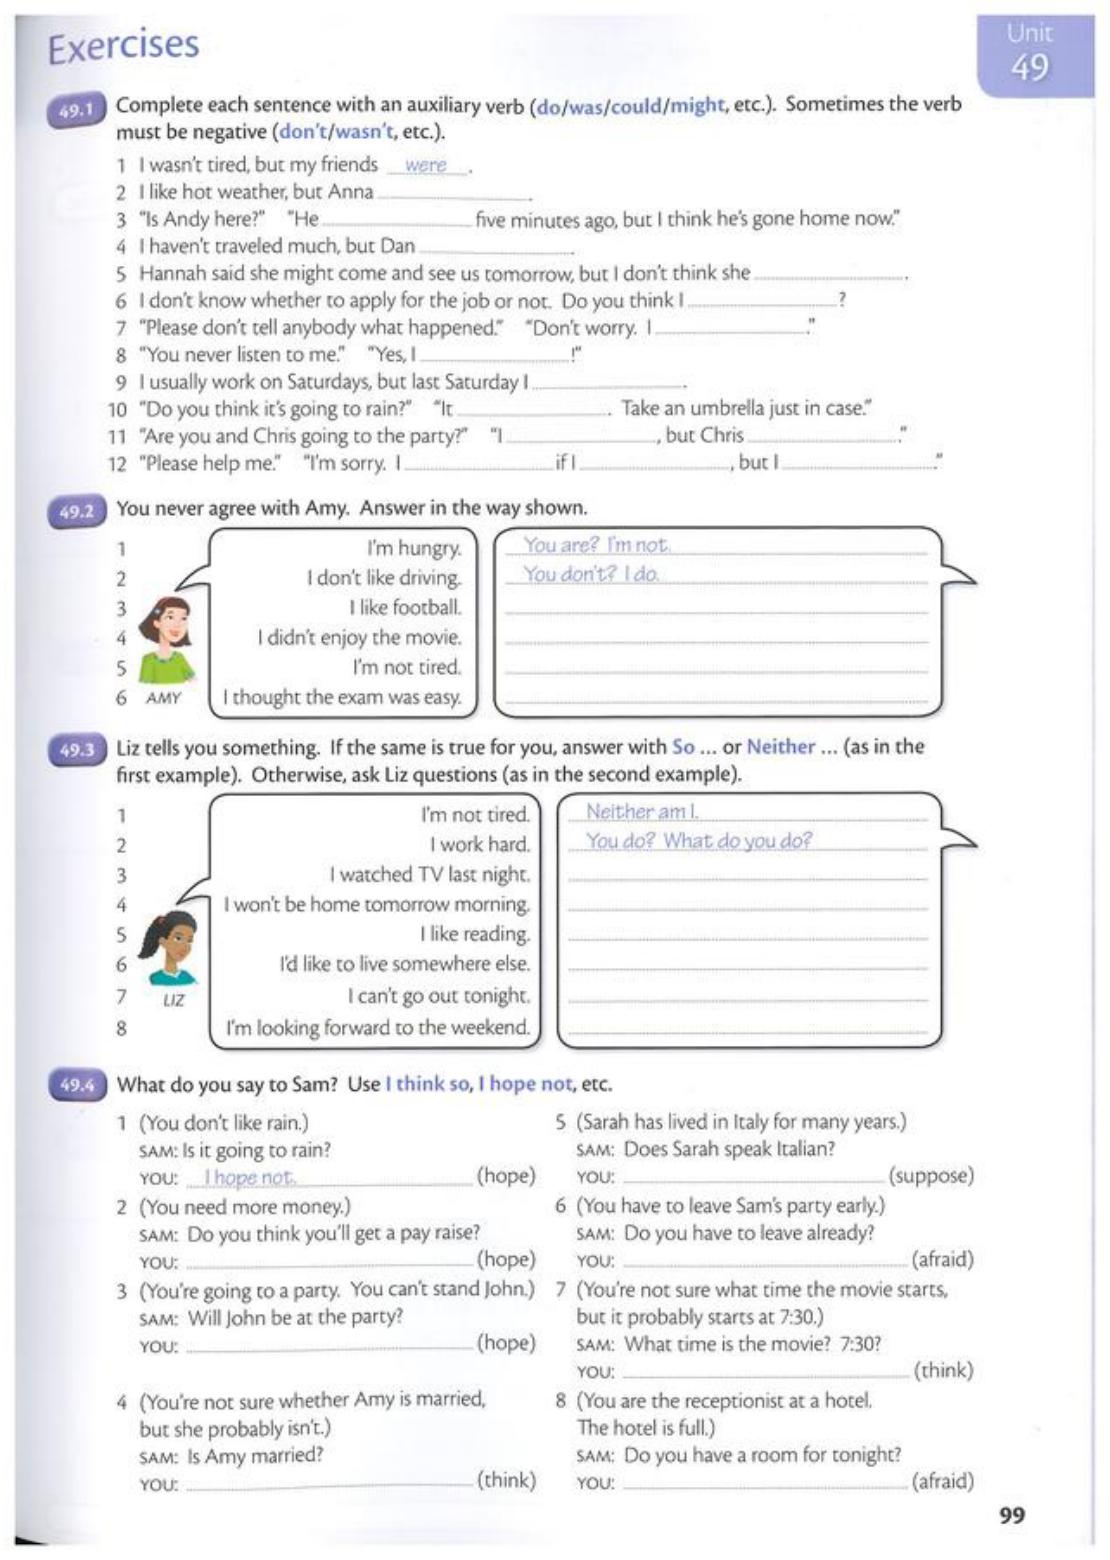 Exercises
Unit
49
49.1 Complete each sentence with an auxiliary verb (do/was/could/might, etc.). Sometimes the verb
must be negative (don't/wasn't, etc.).
1 I wasn't tired, but my friends were .
2 I like hot weather, but Anna .
3 "Is Andy here?" "He five minutes ago, but I think he's gone home now."
4 I haven't traveled much, but Dan .
5 Hannah said she might come and see us tomorrow, but I don't think she .
6 I don't know whether to apply for the job or not. Do you think I ?
7 "Please don't tell anybody what happened." "Don't worry. I ."
8 "You never listen to me." "Yes, I !"
9 I usually work on Saturdays, but last Saturday I .
10 "Do you think it's going to rain?" "It . Take an umbrella just in case."
11 "Are you and Chris going to the party?" "I , but Chris ."
12 "Please help me." "I'm sorry. I if I , but I ."
49.2 You never agree with Amy. Answer in the way shown.
1 I'm hungry. You are? I'm not.
2 I don't like driving. You don't? I do.
3 I like football.
4 I didn't enjoy the movie.
5 I'm not tired.
6 AMY I thought the exam was easy.
49.3 Liz tells you something. If the same is true for you, answer with So ... or Neither ... (as in the
first example). Otherwise, ask Liz questions (as in the second example).
1 I'm not tired. Neither am I.
2 I work hard. You do? What do you do?
3 I watched TV last night.
4 I won't be home tomorrow morning.
5 I like reading.
6 I'd like to live somewhere else.
7 LIZ I can't go out tonight.
8 I'm looking forward to the weekend.
49.4 What do you say to Sam? Use I think so, I hope not, etc.
1 (You don't like rain.)
SAM: Is it going to rain?
YOU: I hope not. (hope)
2 (You need more money.)
SAM: Do you think you'll get a pay raise?
YOU: (hope)
3 (You're going to a party. You can't stand John.)
SAM: Will John be at the party?
YOU: (hope)
4 (You're not sure whether Amy is married,
but she probably isn't.)
SAM: Is Amy married?
YOU: (think)
5 (Sarah has lived in Italy for many years.)
SAM: Does Sarah speak Italian?
YOU: (suppose)
6 (You have to leave Sam's party early.)
SAM: Do you have to leave already?
YOU: (afraid)
7 (You're not sure what time the movie starts,
but it probably starts at 7:30.)
SAM: What time is the movie? 7:30?
YOU: (think)
8 (You are the receptionist at a hotel.
The hotel is full.)
SAM: Do you have a room for tonight?
YOU: (afraid)
99